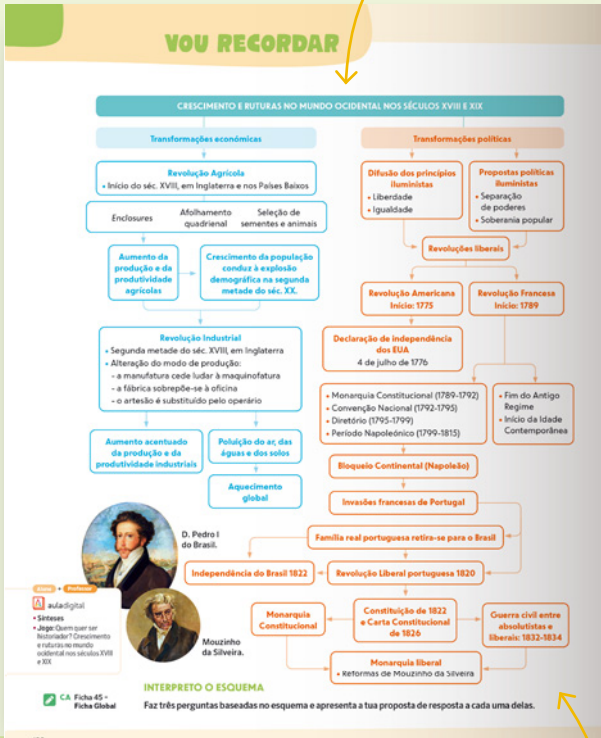 VOU RECORDAR
CRESCIMENTO E RUTURAS NO MUNDO OCIDENTAL NOS SÉCULOS XVIII E XIX
Transformações económicas
Revolução Agrícola
• Início do séc. XVIII, em Inglaterra e nos Países Baixos
Enclosures
Afolhamento
quadrienal
Seleção de
sementes e animais
Aumento da
produção e da
produtividade
agrícolas
Crescimento da população
conduz à explosão
demográfica na segunda
metade do séc. XX.
Revolução Industrial
• Segunda metade do séc. XVIII, em Inglaterra
• Alteração do modo de produção:
- a manufatura cede ludar à maquinofatura
- a fábrica sobrepõe-se à oficina
- o artesão é substituído pelo operário
Aumento acentuado
da produção e da
produtividade industriais
Poluição do ar, das
águas e dos solos
Aquecimento
global
Transformações políticas
Difusão dos princípios
iluministas
• Liberdade
• Igualdade
Propostas políticas
iluministas
• Separação
de poderes
• Soberania popular
Revoluções liberais
Revolução Americana
Início: 1775
Revolução Francesa
Início: 1789
Declaração de independência
dos EUA
4 de julho de 1776
• Monarquia Constitucional (1789-1792)
• Convenção Nacional (1792-1795)
• Diretório (1795-1799)
• Período Napoleónico (1799-1815)
• Fim do Antigo
Regime
• Início da Idade
Contemporânea
Bloqueio Continental (Napoleão)
Invasões francesas de Portugal
Família real portuguesa retira-se para o Brasil
Independência do Brasil 1822
Revolução Liberal portuguesa 1820
Monarquia
Constitucional
Constituição de 1822
e Carta Constitucional
de 1826
Guerra civil entre
absolutistas e
liberais: 1832-1834
Monarquia liberal
• Reformas de Mouzinho da Silveira
D. Pedro I
do Brasil.
Mouzinho
da Silveira.
Aluno + Professor
auladigital
• Sínteses
• Jogo: Quem quer ser
historiador? Crescimento
e ruturas no mundo
ocidental nos séculos XVIII
e XIX
CA Ficha 45 •
Ficha Global
INTERPRETO O ESQUEMA
Faz três perguntas baseadas no esquema e apresenta a tua proposta de resposta a cada uma delas.